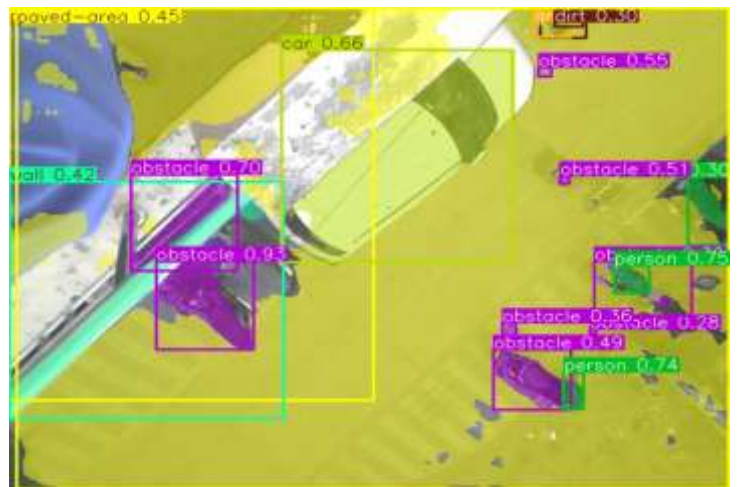 paved-area 0.45
dirt 0.30
car 0.66
obstacle 0.55
obstacle 0.70
obstacle 0.51
0.30
wall 0.42
obstacle 0.93
person 0.75
obstacle 0.36
obstacle 0.28
obstacle 0.49
person 0.74